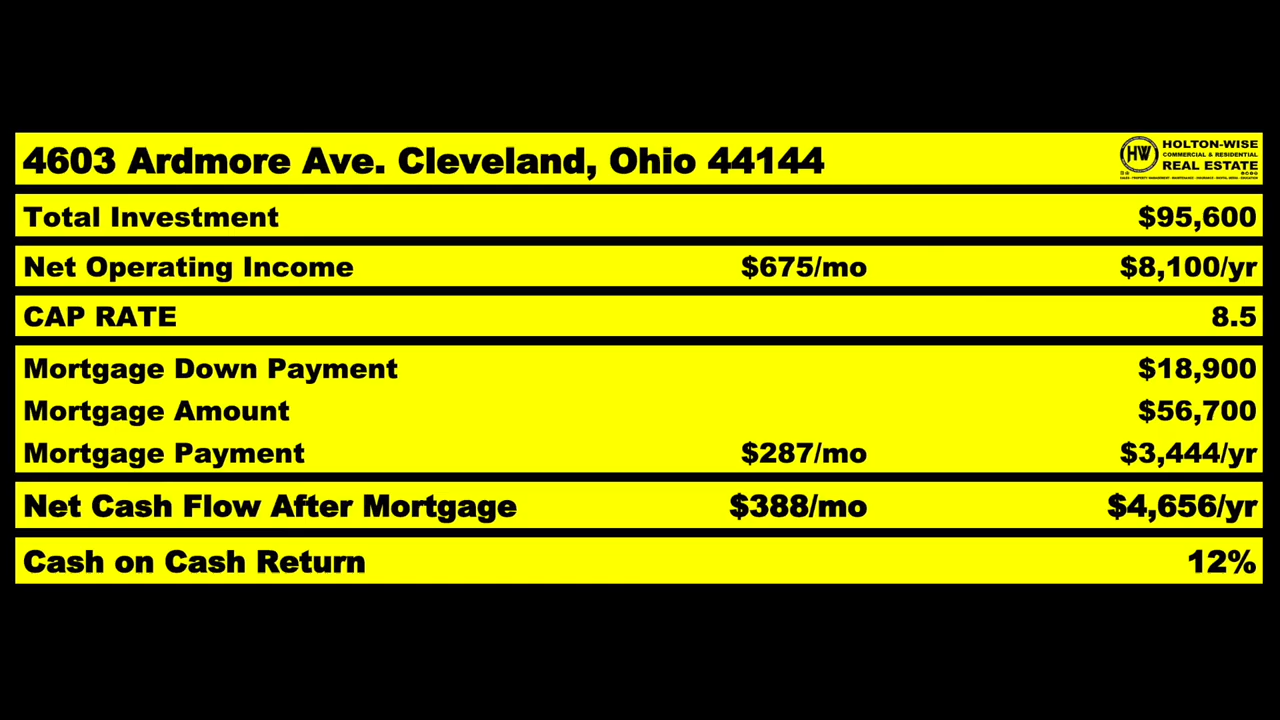 4603 Ardmore Ave. Cleveland, Ohio 44144
HW
HOLTON-WISE
COMMERCIAL & RESIDENTIAL
REAL ESTATE
Total Investment $95,600
Net Operating Income $675/mo $8,100/yr
CAP RATE 8.5
Mortgage Down Payment $18,900
Mortgage Amount $56,700
Mortgage Payment $287/mo $3,444/yr
Net Cash Flow After Mortgage $388/mo $4,656/yr
Cash on Cash Return 12%